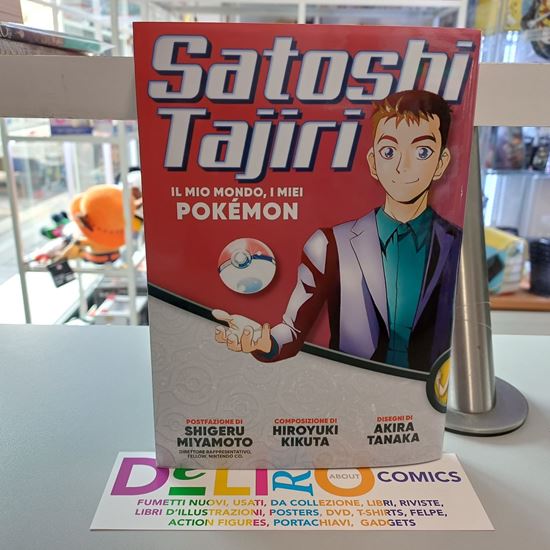 Satoshi
Tajiri
IL MIO MONDO, I MIEI
POKÉMON
POSTFAZIONE DI
SHIGERU
MIYAMOTO
DIRETTORE RAPPRESENTATIVO,
FELLOW, NINTENDO CO.
COMPOSIZIONE DI
HIROYUKI
KIKUTA
DISEGNI DI
AKIRA
TANAKA
DELIRO ABOUT COMICS
FUMETTI NUOVI, USATI, DA COLLEZIONE, LIBRI, RIVISTE,
LIBRI D'ILLUSTRAZIONI, POSTERS, DVD, T-SHIRTS, FELPE,
ACTION FIGURES, PORTACHIAVI, GADGETS